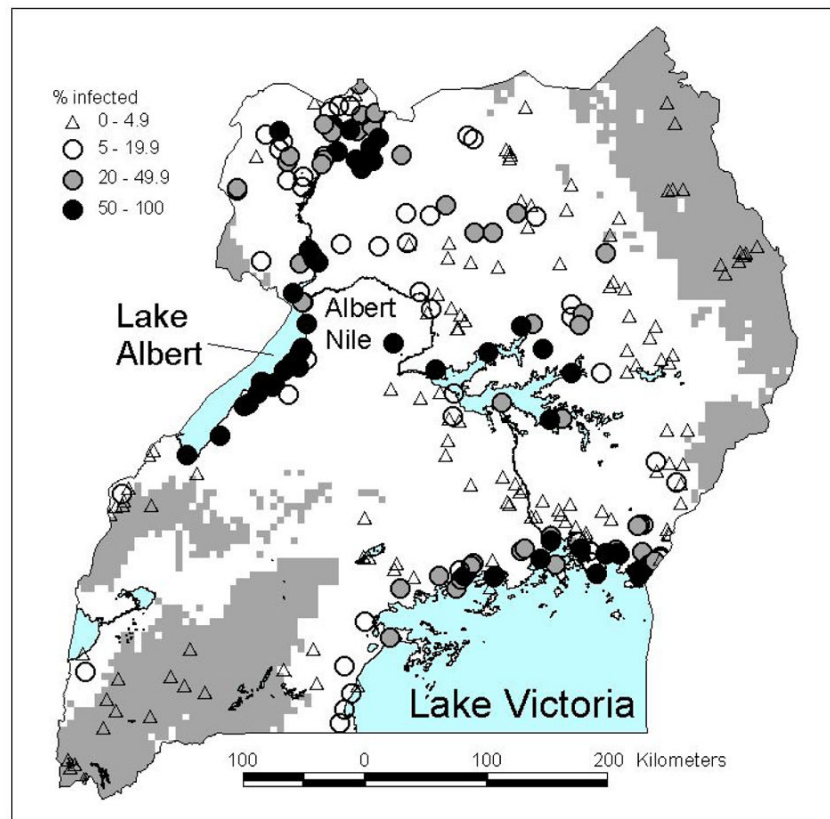 % infected
0 - 4.9
5 - 19.9
20 - 49.9
50 - 100
Lake
Albert
Albert
Nile
Lake Victoria
100 0 100 200 Kilometers